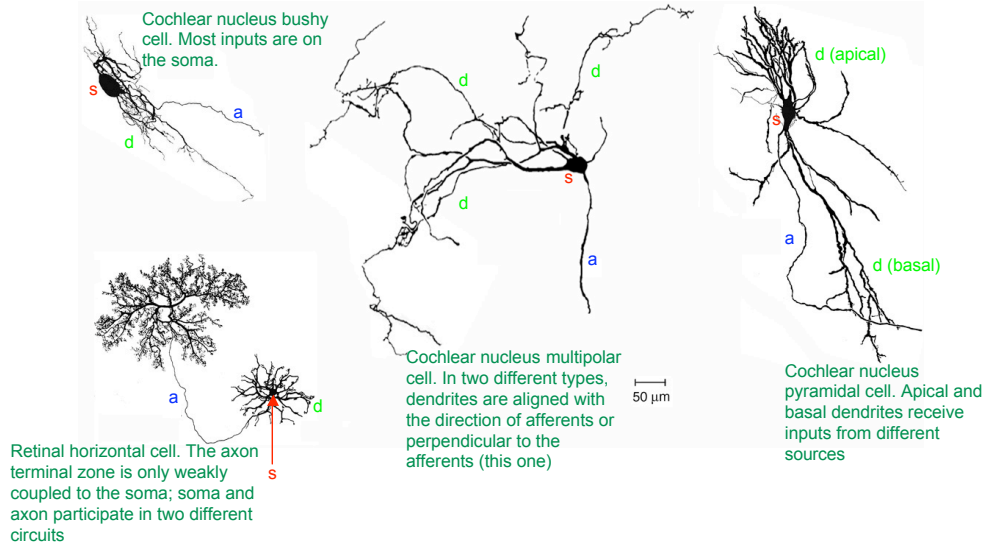 Cochlear nucleus bushy
cell. Most inputs are on
the soma.
s
a
d
d
d
s
d
a
d (apical)
s
a
d (basal)
a
d
s
Retinal horizontal cell. The axon
terminal zone is only weakly
coupled to the soma; soma and
axon participate in two different
circuits
Cochlear nucleus multipolar
cell. In two different types,
dendrites are aligned with
the direction of afferents or
perpendicular to the
afferents (this one)
50 μm
Cochlear nucleus
pyramidal cell. Apical and
basal dendrites receive
inputs from different
sources